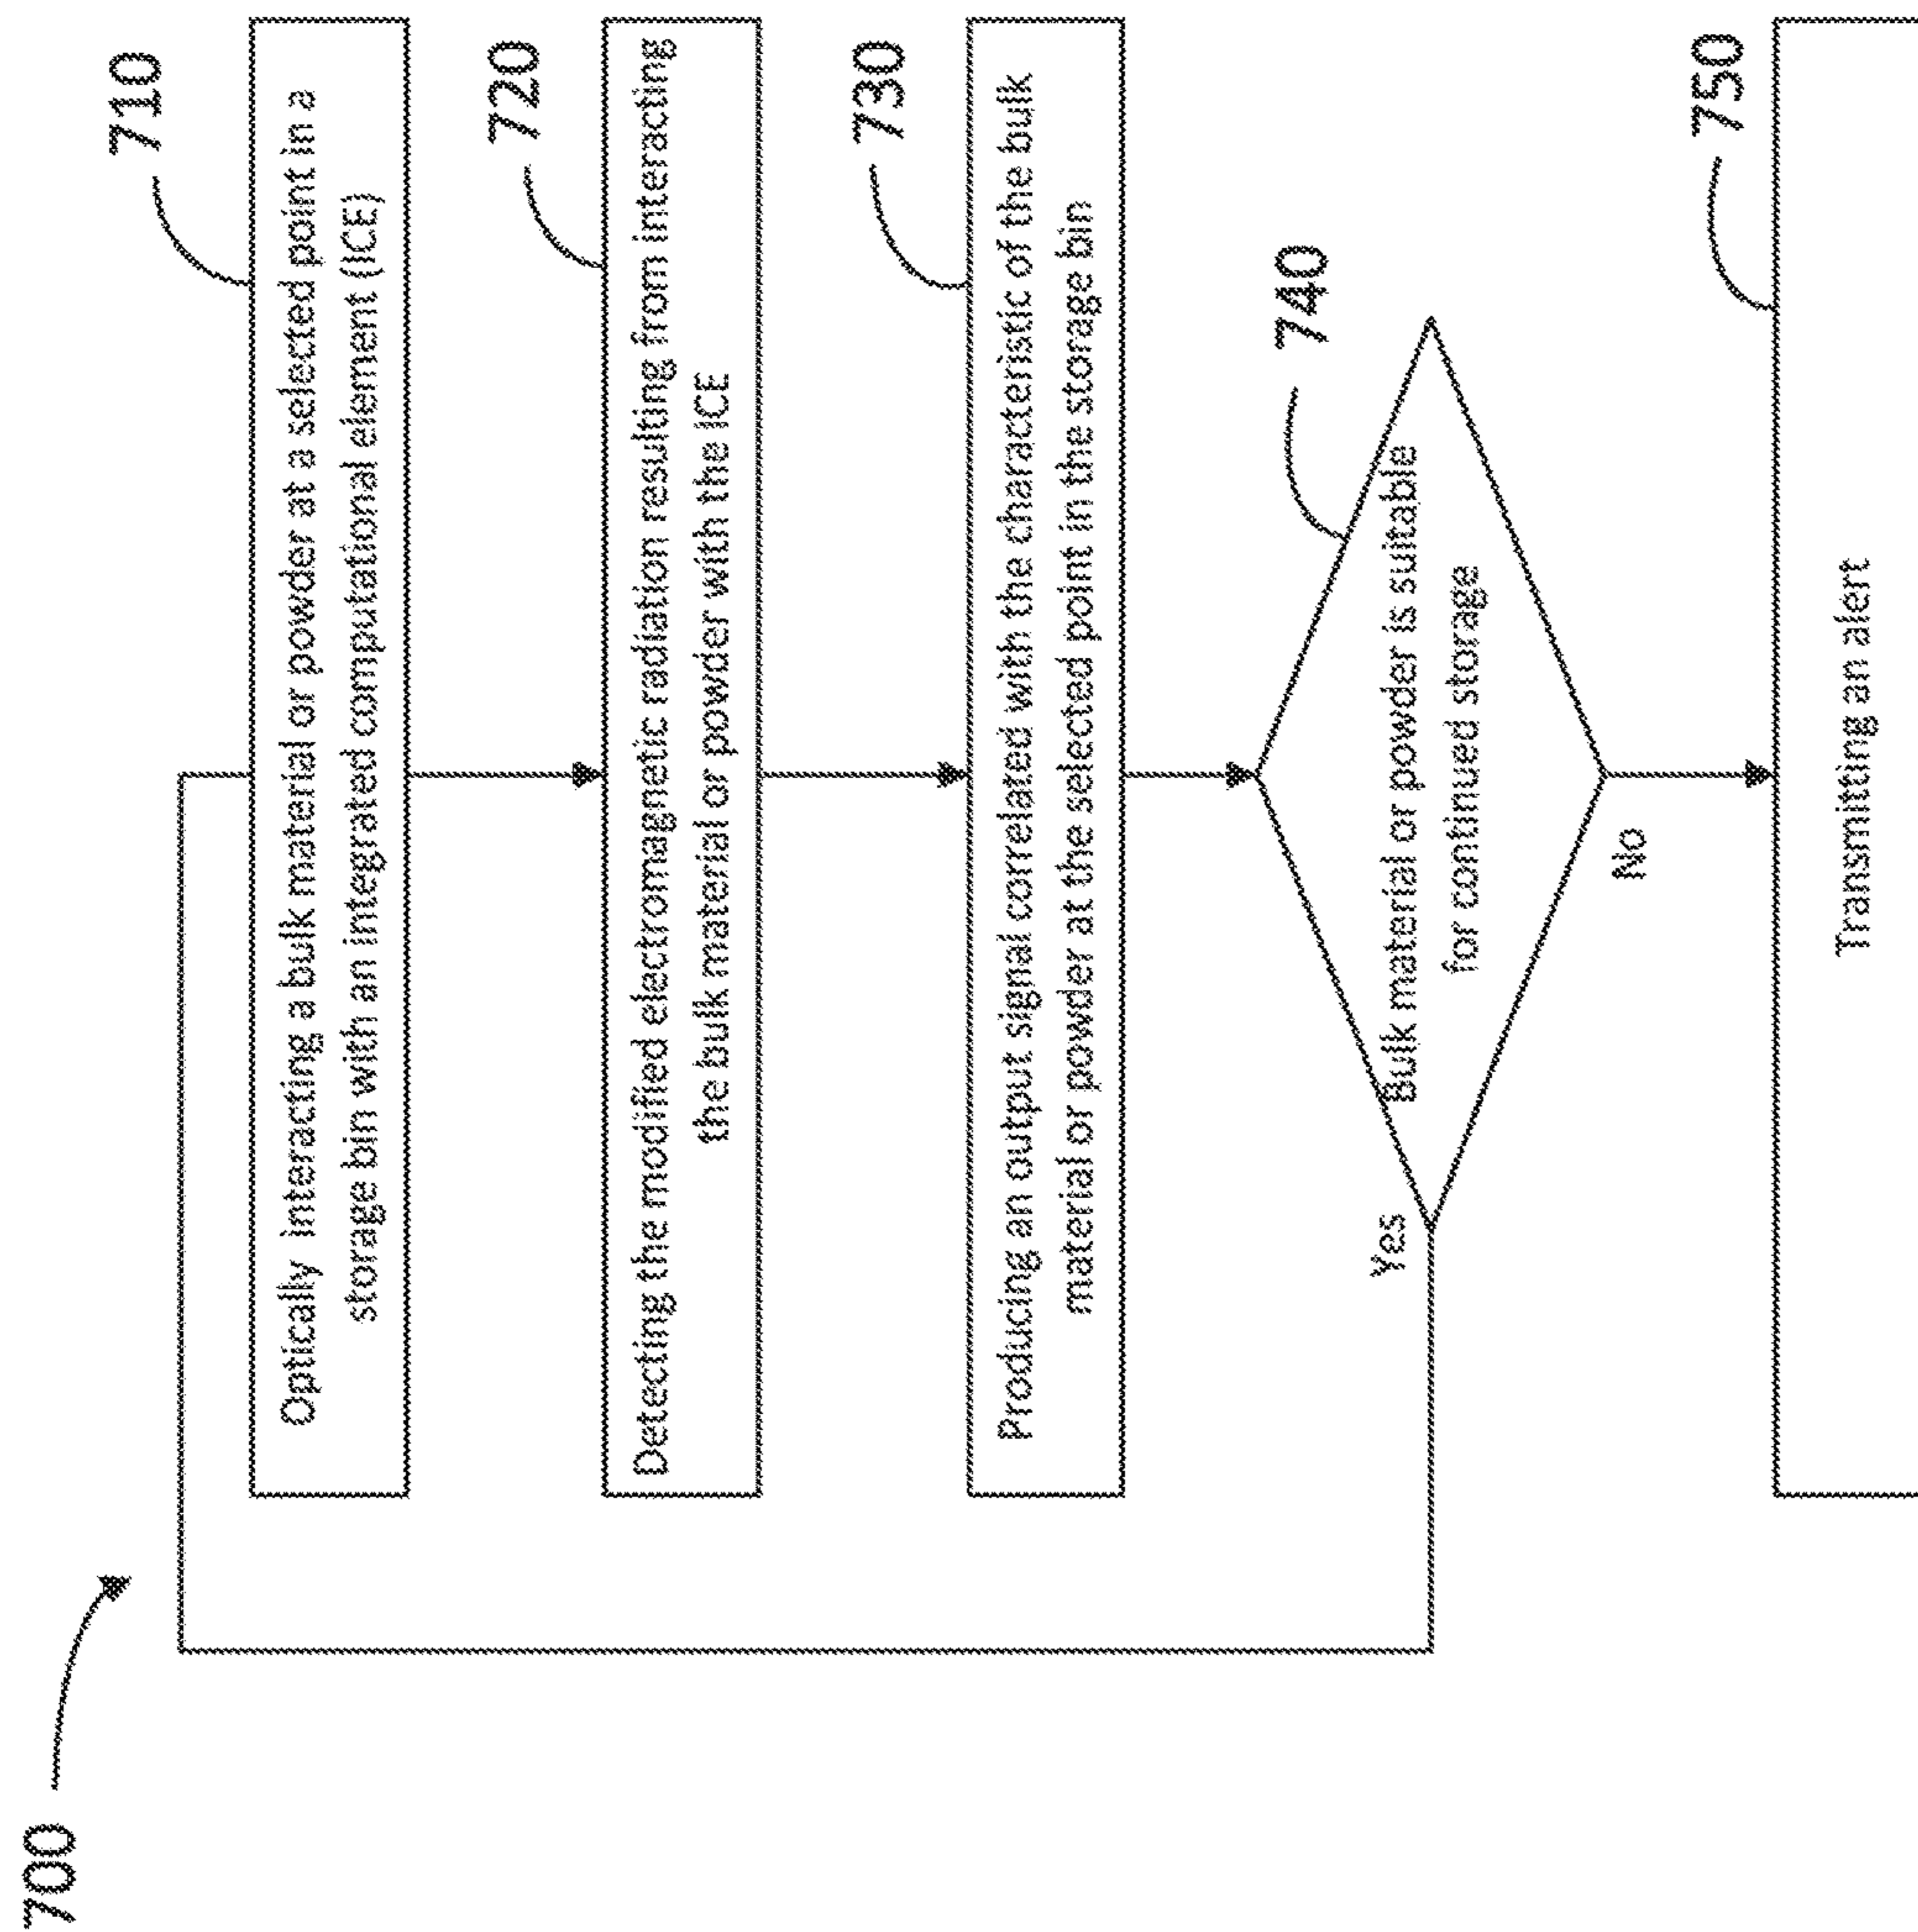 700
710
Optically interacting a bulk material or powder at a selected point in a
storage bin with an integrated computational element (ICE)
720
Detecting the modified electromagnetic radiation resulting from interacting
the bulk material or powder with the ICE
730
Producing an output signal correlated with the characteristic of the bulk
material or powder at the selected point in the storage bin
740
Bulk material or powder is suitable
for continued storage
Yes
No
750
Transmitting an alert